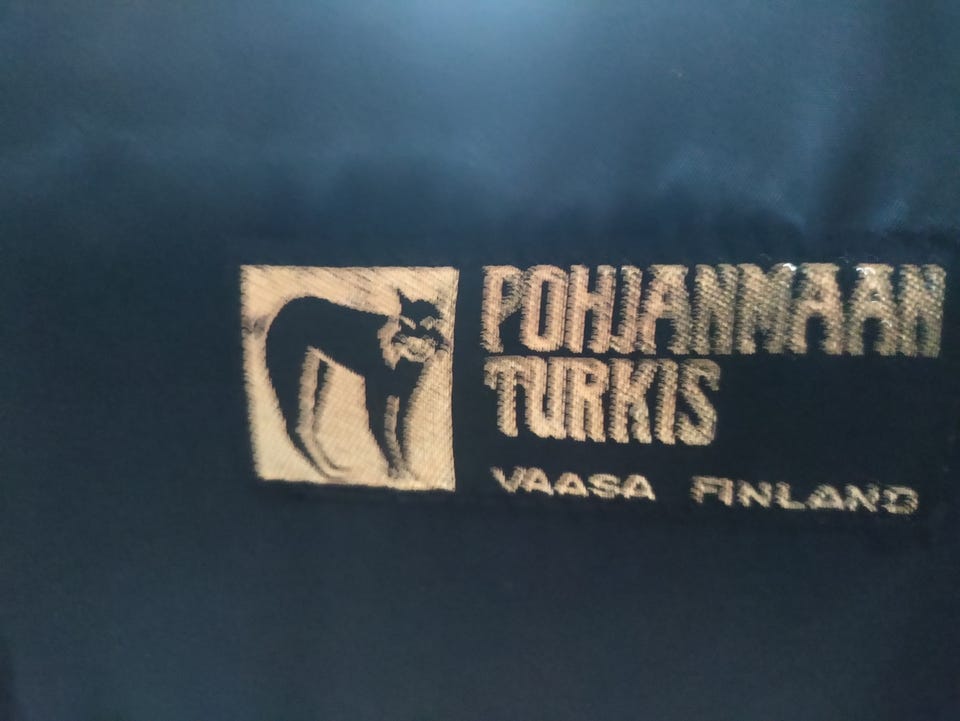 POHJANMAAN
TURKIS
VAASA FINLAND